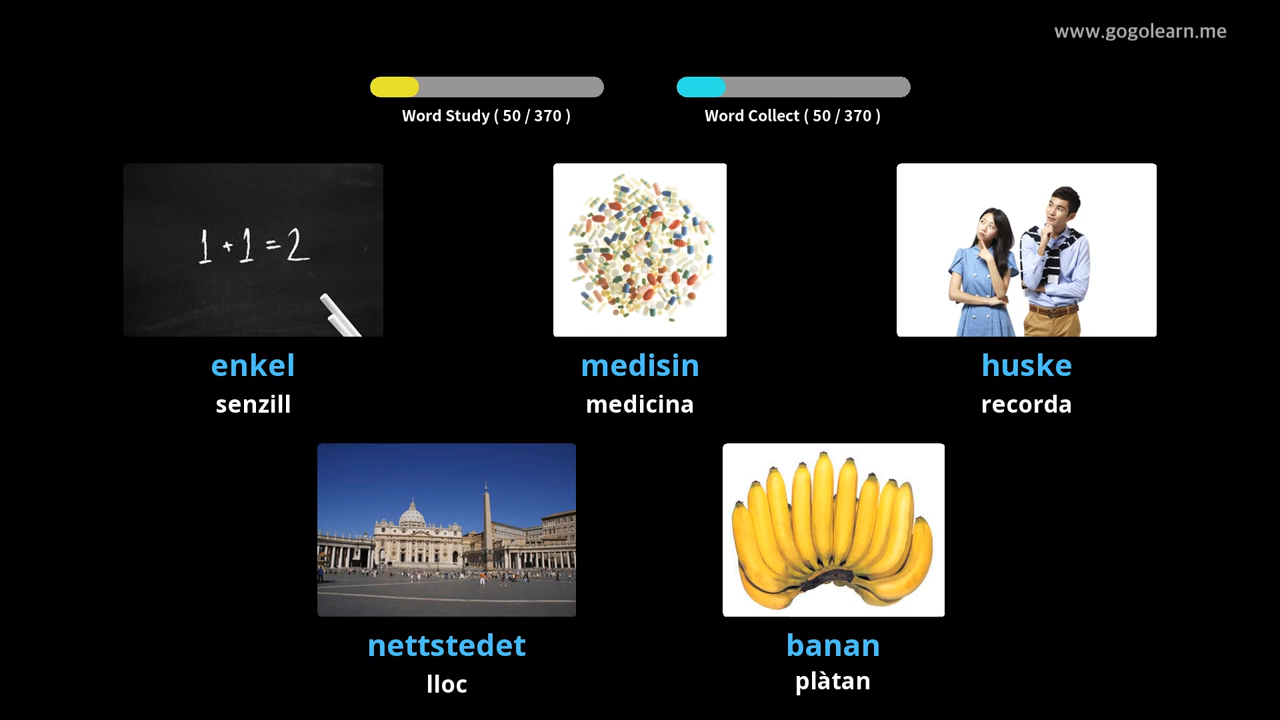 www.gogolearn.me
Word Study ( 50 / 370 )
Word Collect ( 50 / 370 )
1 + 1 = 2
enkel
senzill
medisin
medicina
huske
recorda
nettstedet
lloc
banan
plàtan